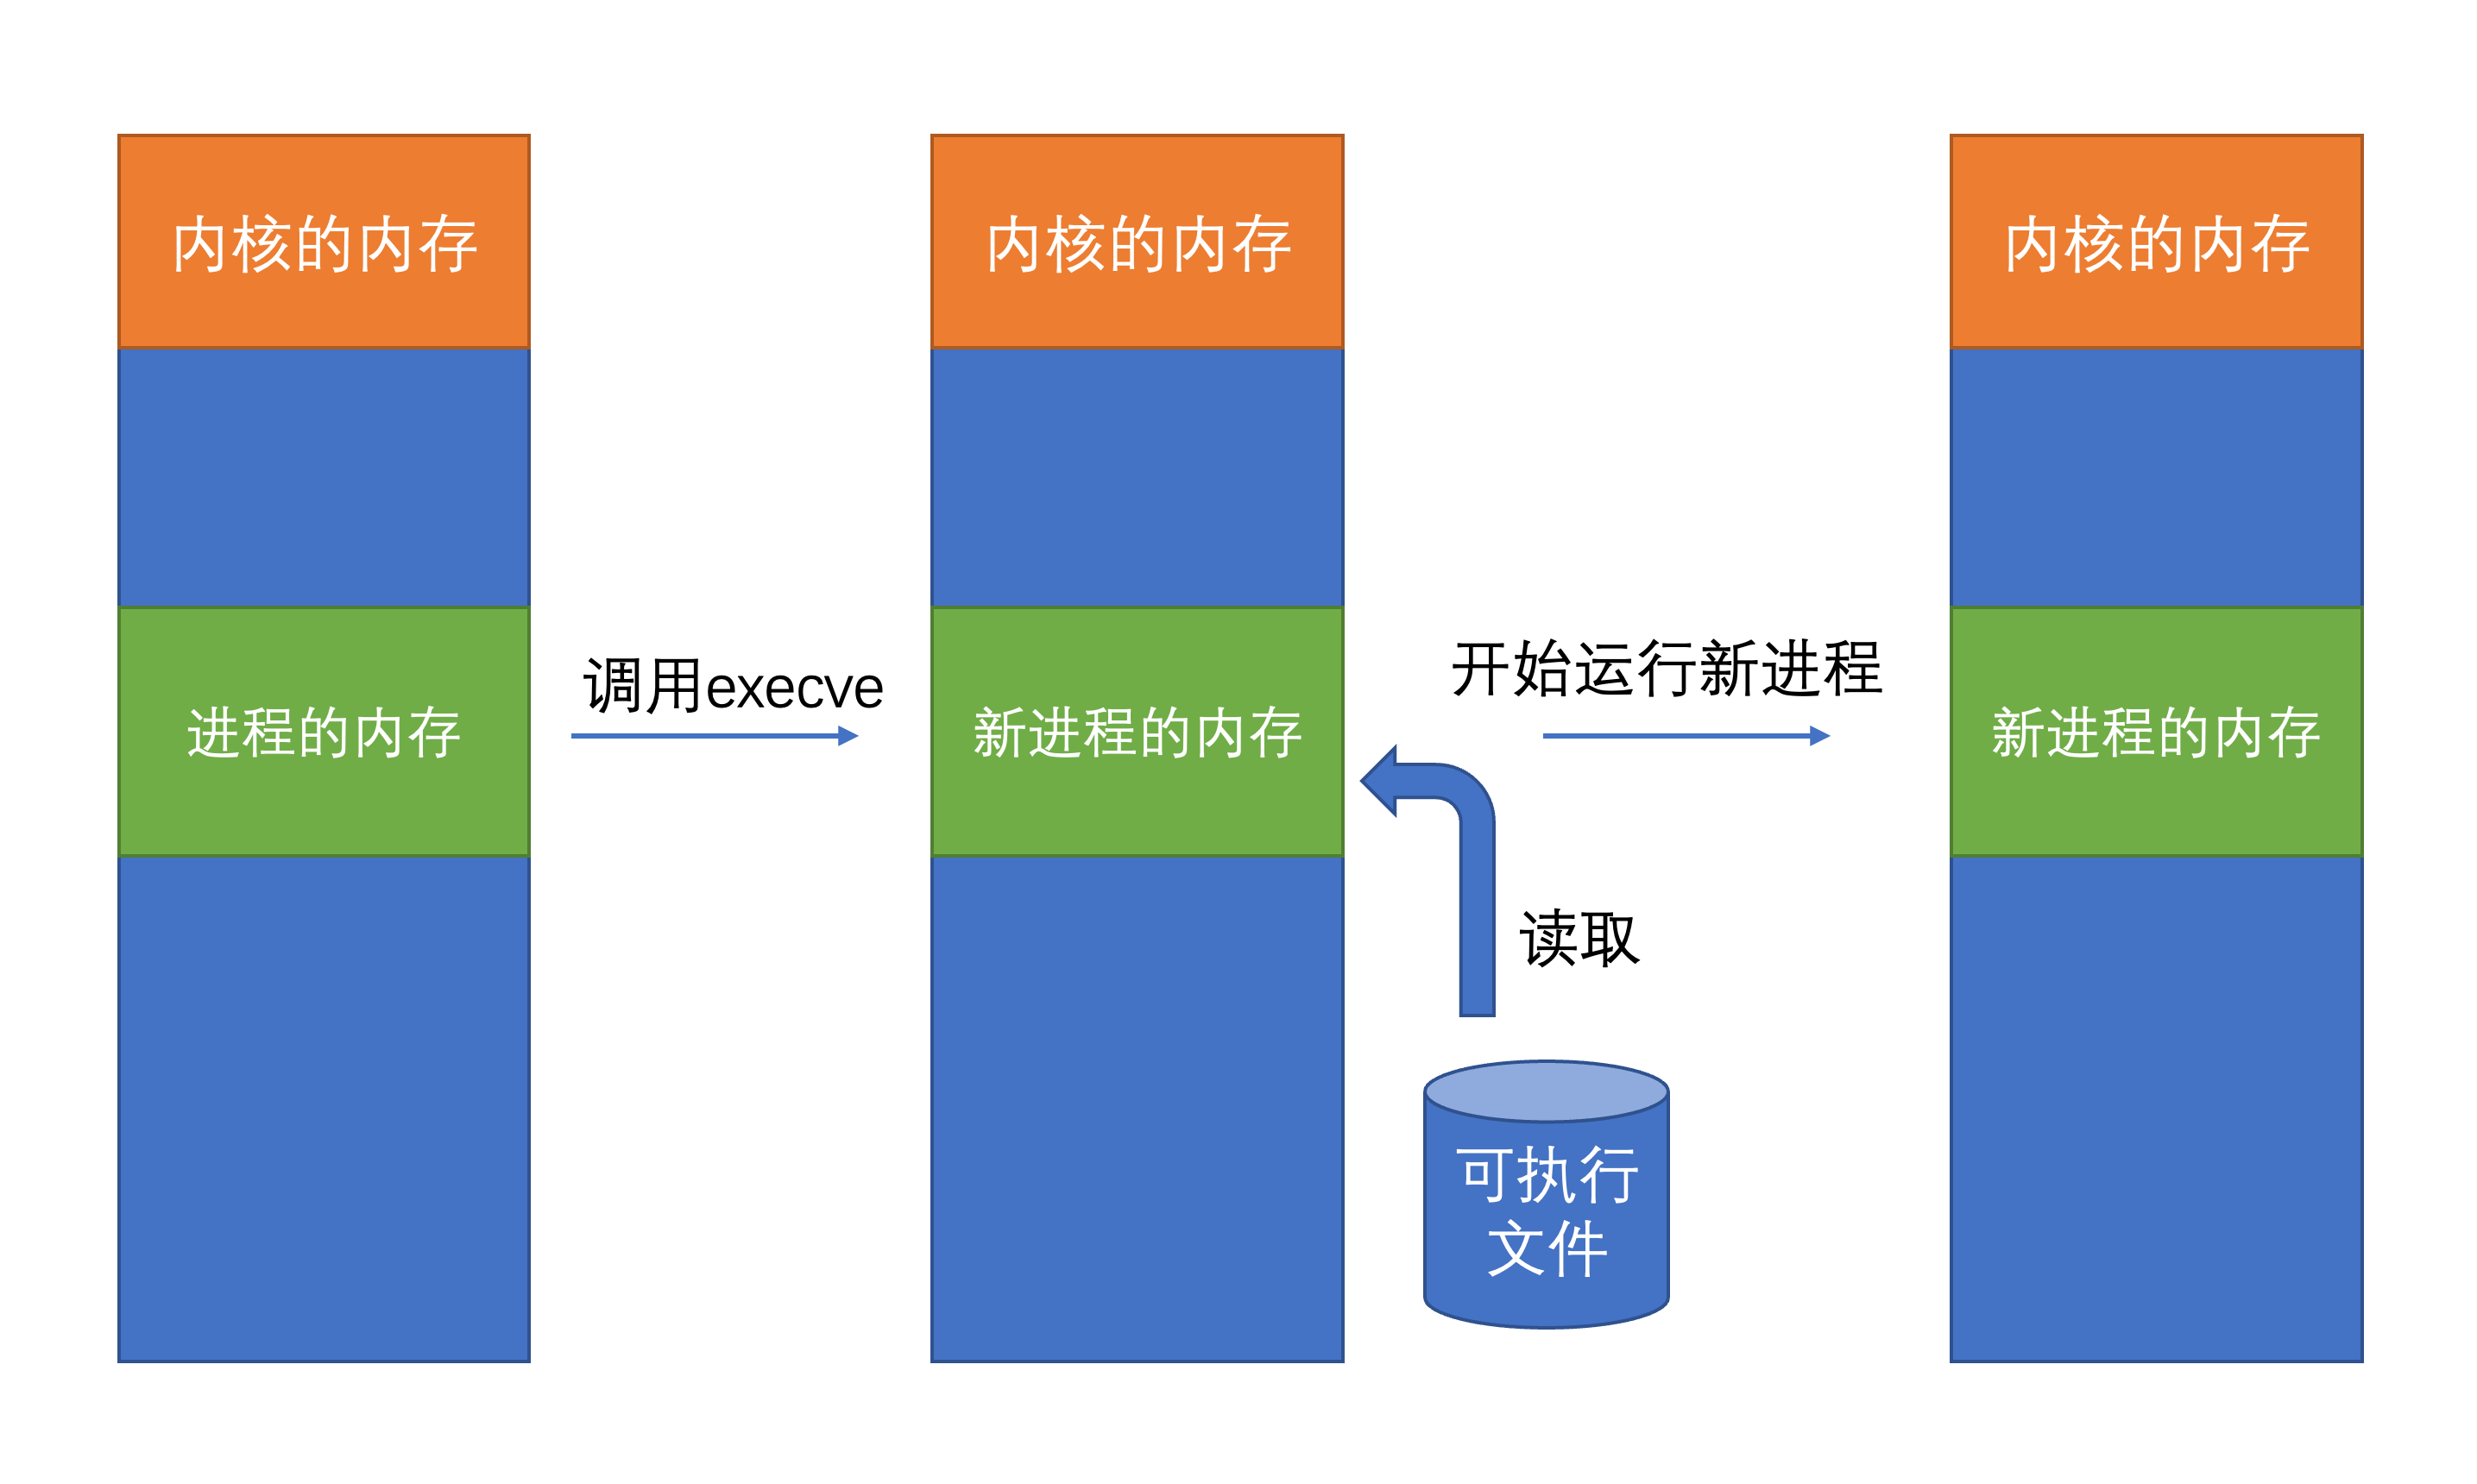 内核的内存
内核的内存
内核的内存
进程的内存
调用execve
新进程的内存
开始运行新进程
新进程的内存
读取
可执行
文件